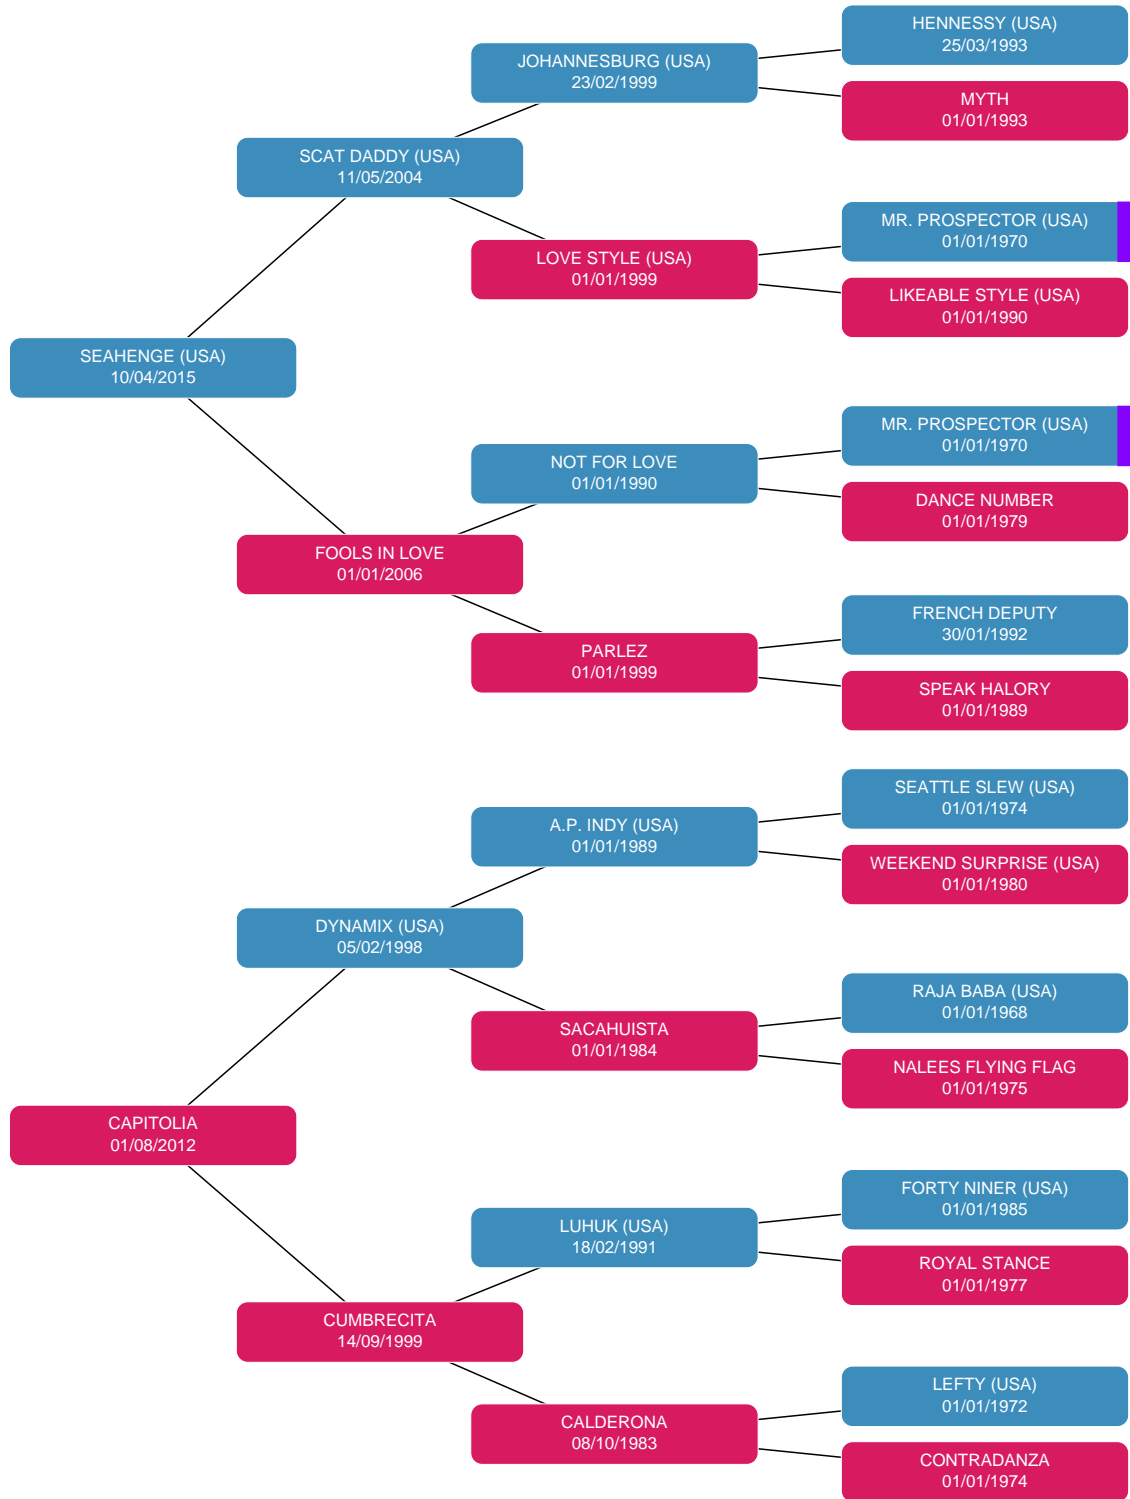 HENNESSY (USA)
25/03/1993
JOHANNESBURG (USA)
23/02/1999
MYTH
01/01/1993
SCAT DADDY (USA)
11/05/2004
MR. PROSPECTOR (USA)
01/01/1970
LOVE STYLE (USA)
01/01/1999
LIKEABLE STYLE (USA)
01/01/1990
SEAHENGE (USA)
10/04/2015
MR. PROSPECTOR (USA)
01/01/1970
NOT FOR LOVE
01/01/1990
DANCE NUMBER
01/01/1979
FOOLS IN LOVE
01/01/2006
FRENCH DEPUTY
30/01/1992
PARLEZ
01/01/1999
SPEAK HALORY
01/01/1989
SEATTLE SLEW (USA)
01/01/1974
A.P. INDY (USA)
01/01/1989
WEEKEND SURPRISE (USA)
01/01/1980
DYNAMIX (USA)
05/02/1998
RAJA BABA (USA)
01/01/1968
SACAHUISTA
01/01/1984
NALEES FLYING FLAG
01/01/1975
CAPITOLIA
01/08/2012
FORTY NINER (USA)
01/01/1985
LUHUK (USA)
18/02/1991
ROYAL STANCE
01/01/1977
CUMBRECITA
14/09/1999
LEFTY (USA)
01/01/1972
CALDERONA
08/10/1983
CONTRADANZA
01/01/1974